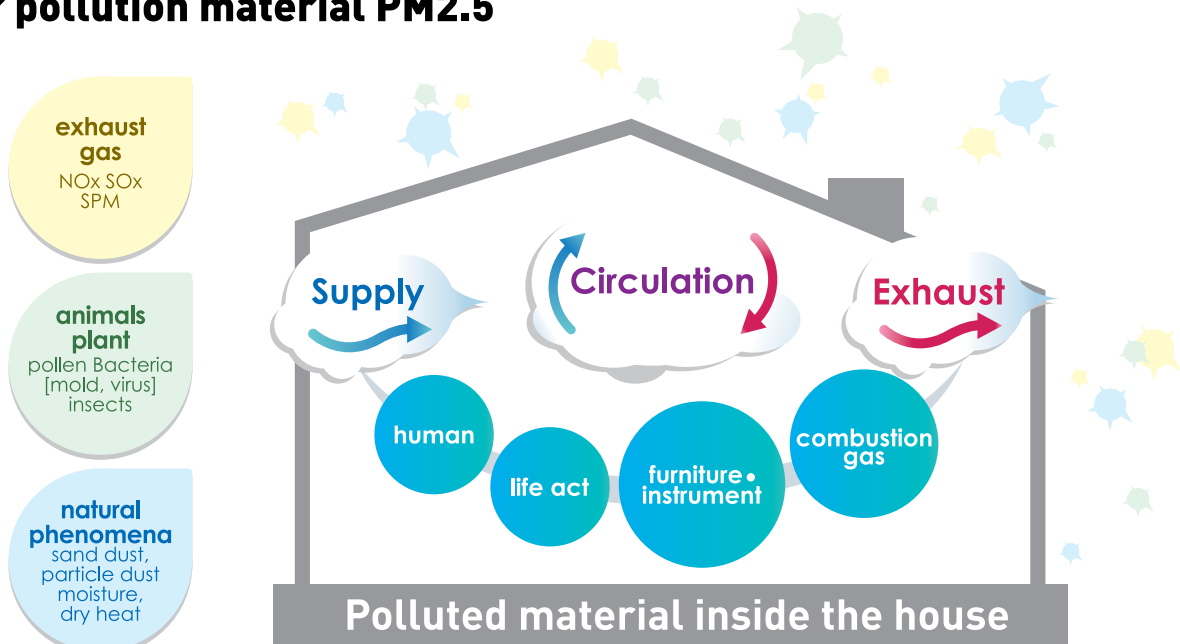 pollution material PM2.5
exhaust
gas
NOx SOx
SPM
animals
plant
pollen Bacteria
[mold, virus]
insects
natural
phenomena
sand dust,
particle dust
moisture,
dry heat
Supply
Circulation
Exhaust
human
life act
furniture•
instrument
combustion
gas
Polluted material inside the house